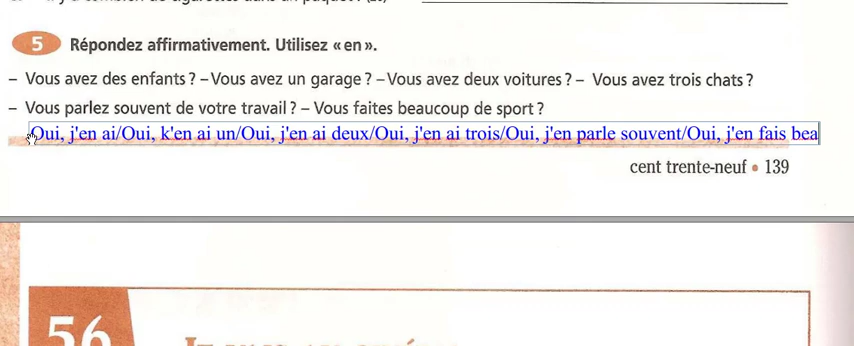 5 Répondez affirmativement. Utilisez « en ».
– Vous avez des enfants ? – Vous avez un garage ? – Vous avez deux voitures ? – Vous avez trois chats ?
– Vous parlez souvent de votre travail ? – Vous faites beaucoup de sport ?
Oui, j'en ai/Oui, k'en ai un/Oui, j'en ai deux/Oui, j'en ai trois/Oui, j'en parle souvent/Oui, j'en fais bea
cent trente-neuf • 139
56